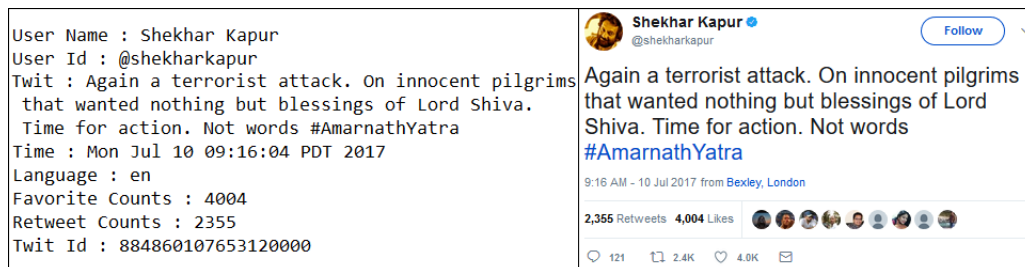 User Name : Shekhar Kapur
User Id : @shekharkapur
Twit : Again a terrorist attack. On innocent pilgrims
that wanted nothing but blessings of Lord Shiva.
Time for action. Not words #AmarnathYatra
Time : Mon Jul 10 09:16:04 PDT 2017
Language : en
Favorite Counts : 4004
Retweet Counts : 2355
Twit Id : 884860107653120000
Shekhar Kapur
@shekharkapur
Follow
Again a terrorist attack. On innocent pilgrims
that wanted nothing but blessings of Lord
Shiva. Time for action. Not words
#AmarnathYatra
9:16 AM - 10 Jul 2017 from Bexley, London
2,355 Retweets 4,004 Likes
121 2.4K 4.0K